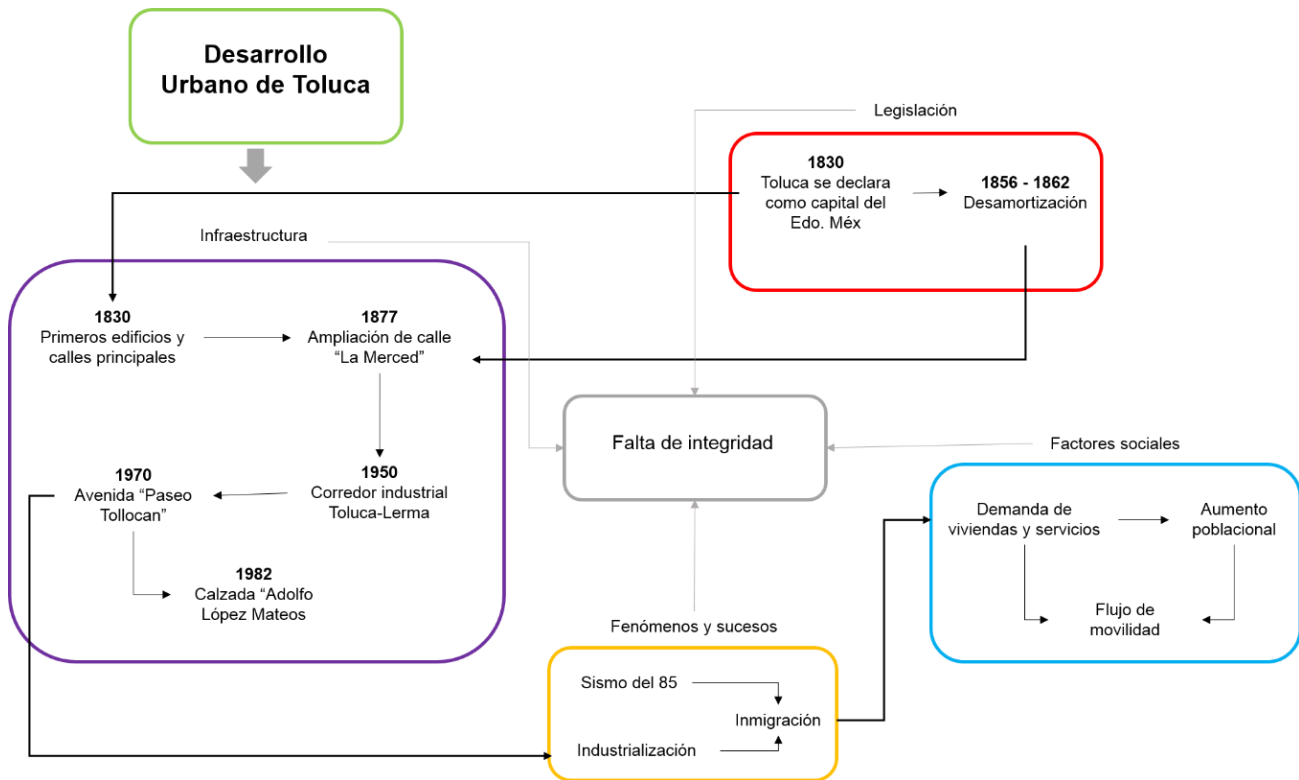 Desarrollo
Urbano de Toluca
Legislación
1830
Toluca se declara
como capital del
Edo. Méx
1856 - 1862
Desamortización
Infraestructura
1830
Primeros edificios y
calles principales
1877
Ampliación de calle
“La Merced”
1970
Avenida “Paseo
Tollocan”
1950
Corredor industrial
Toluca-Lerma
1982
Calzada “Adolfo
López Mateos
Falta de integridad
Factores sociales
Demanda de
viviendas y servicios
Aumento
poblacional
Flujo de
movilidad
Fenómenos y sucesos
Sismo del 85
Inmigración
Industrialización